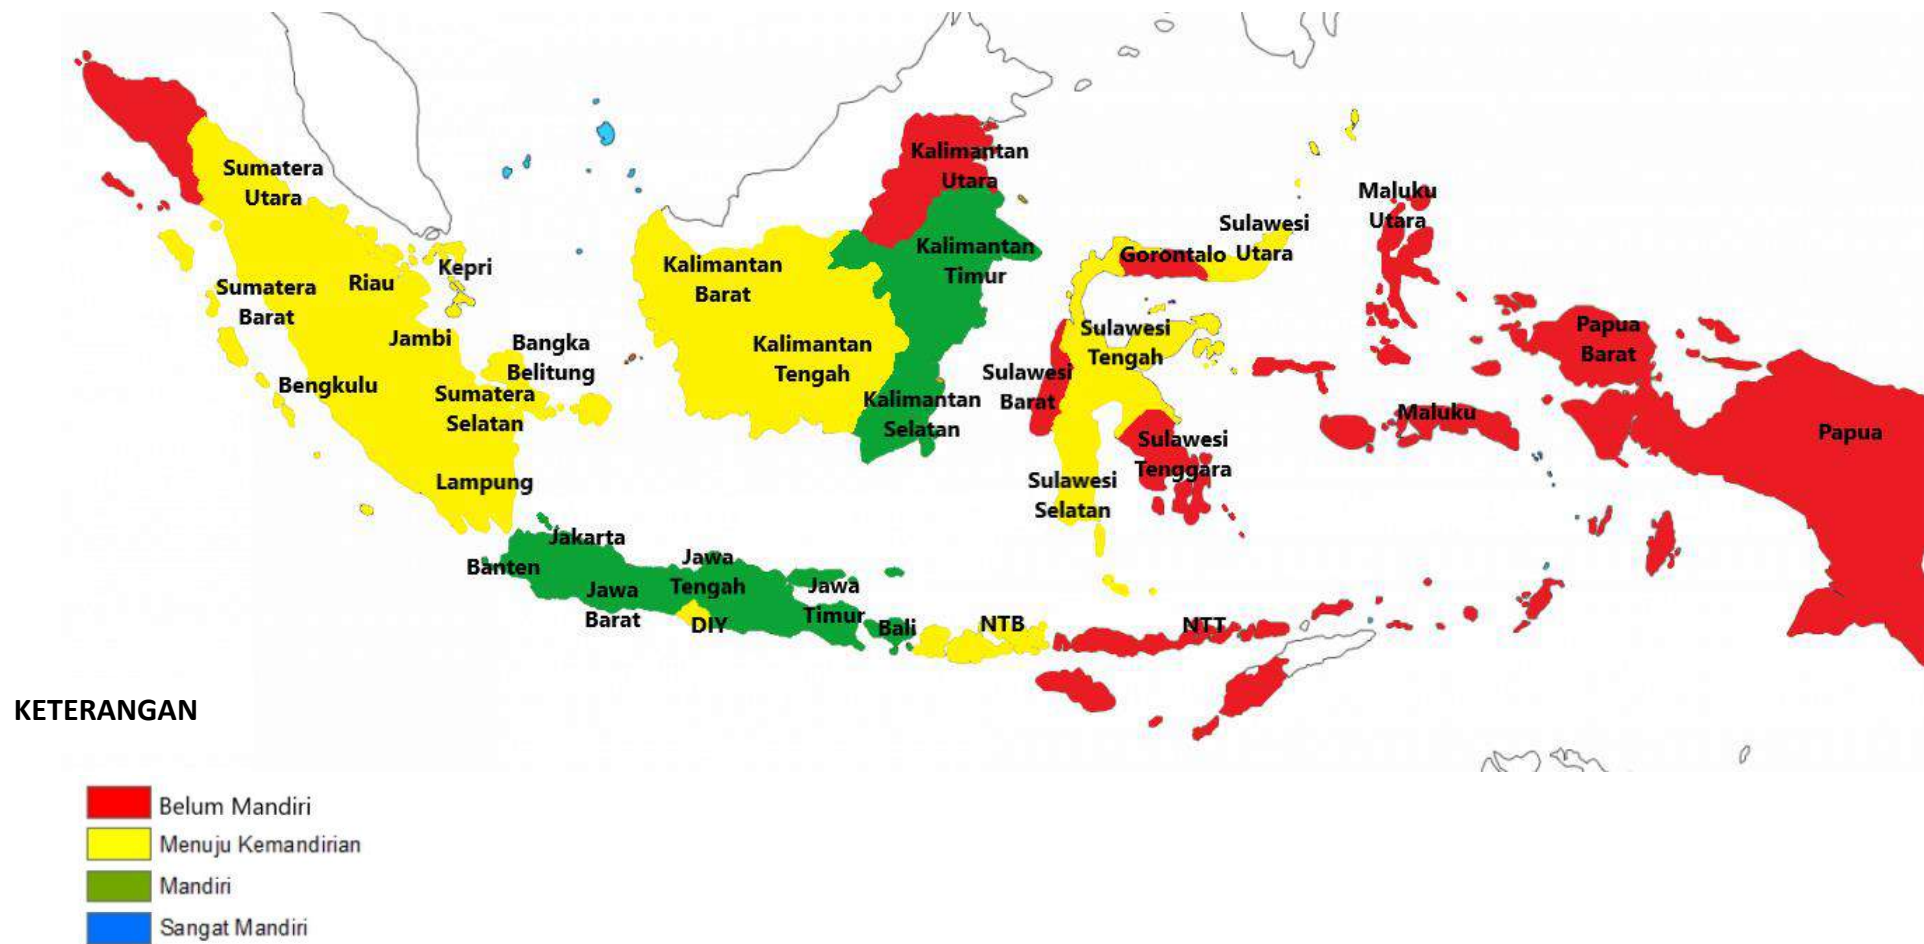 Sumatera
Utara
Kalimantan
Utara
Maluku
Utara
Sulawesi
Utara
Gorontalo
Kalimantan
Timur
Kepri
Riau
Kalimantan
Barat
Sumatera
Barat
Jambi
Bangka
Belitung
Kalimantan
Tengah
Sulawesi
Tengah
Papua
Barat
Bengkulu
Sumatera
Selatan
Kalimantan
Selatan
Sulawesi
Barat
Maluku
Papua
Sulawesi
Tenggara
Lampung
Sulawesi
Selatan
Jakarta
Banten
Jawa
Barat
Jawa
Tengah
DIY
Jawa
Timur
Bali
NTB
NTT
KETERANGAN
Belum Mandiri
Menuju Kemandirian
Mandiri
Sangat Mandiri